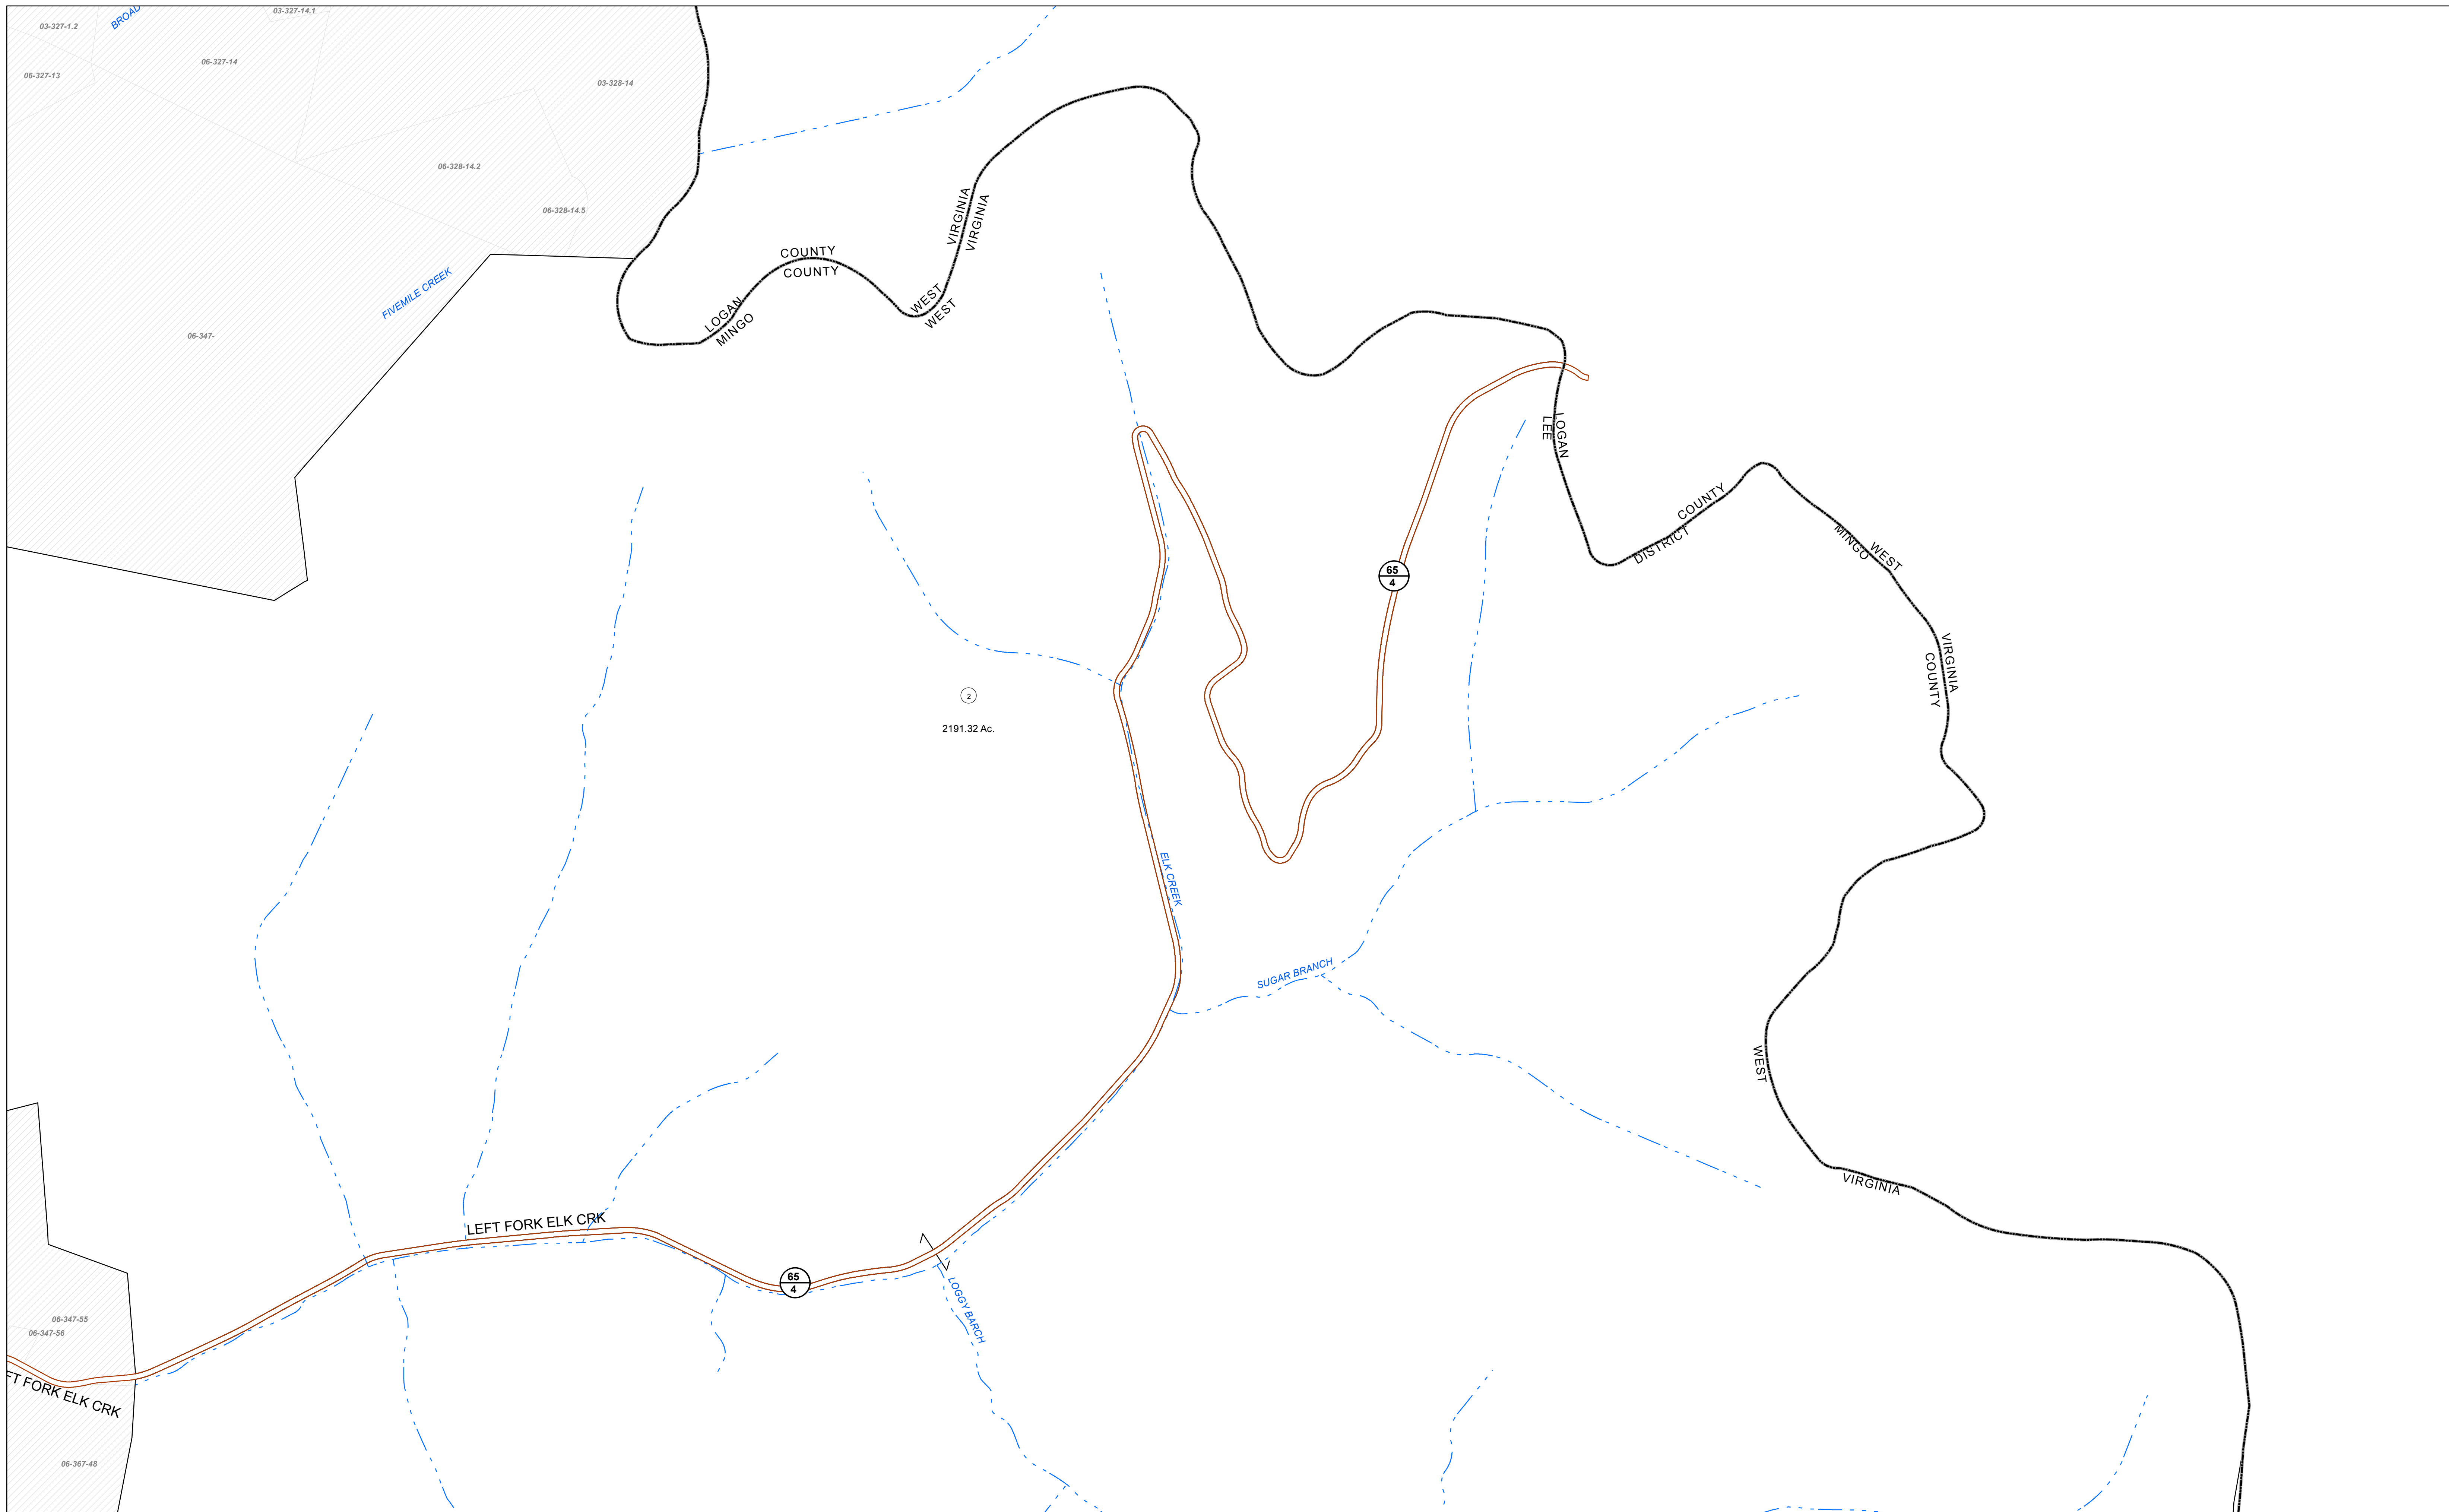 03-327-14.1
03-327-1.2
BROAD
06-327-14
06-327-13
03-328-14
06-328-14.2
06-328-14.5
FIVEMILE CREEK
06-347-
LOGAN
COUNTY
WEST
VIRGINIA
MINGO
COUNTY
WEST
VIRGINIA
LEE
LOGAN
DISTRICT
COUNTY
MINGO
WEST
COUNTY
VIRGINIA
65
4
2
2191.32 Ac.
ELK CREEK
SUGAR BRANCH
WEST
VIRGINIA
LEFT FORK ELK CRK
65
4
LOGGY BARCH
06-347-55
06-347-56
FT FORK ELK CRK
06-367-48